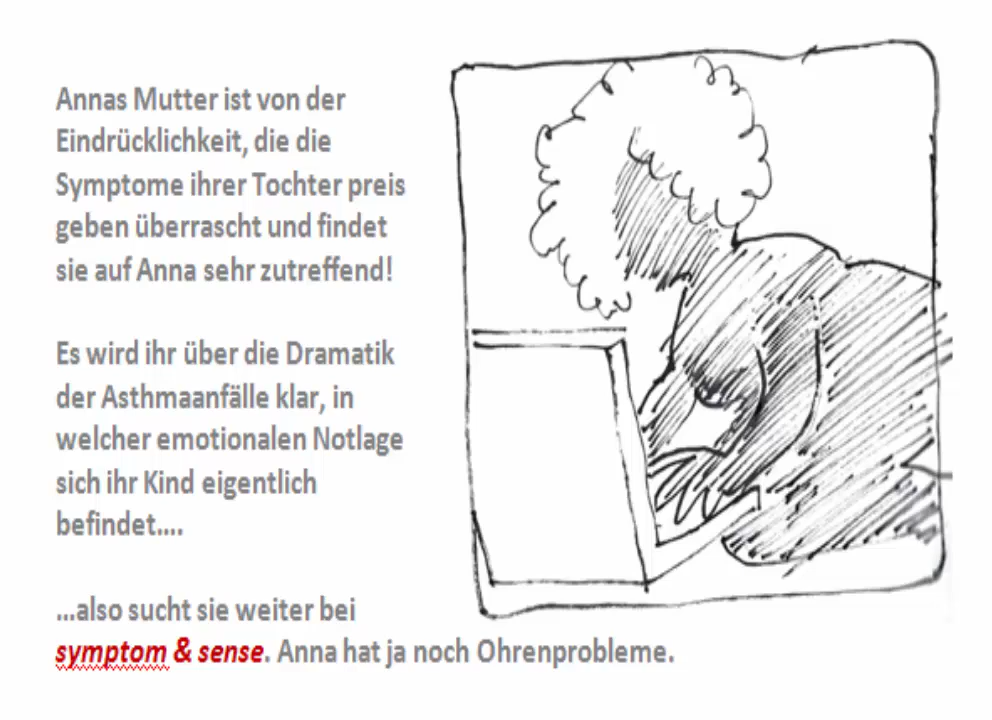 Annas Mutter ist von der
Eindrücklichkeit, die die
Symptome ihrer Tochter preis
geben überrascht und findet
sie auf Anna sehr zutreffend!
Es wird ihr über die Dramatik
der Asthmaanfälle klar, in
welcher emotionalen Notlage
sich ihr Kind eigentlich
befindet....
...also sucht sie weiter bei
symptom & sense. Anna hat ja noch Ohrenprobleme.